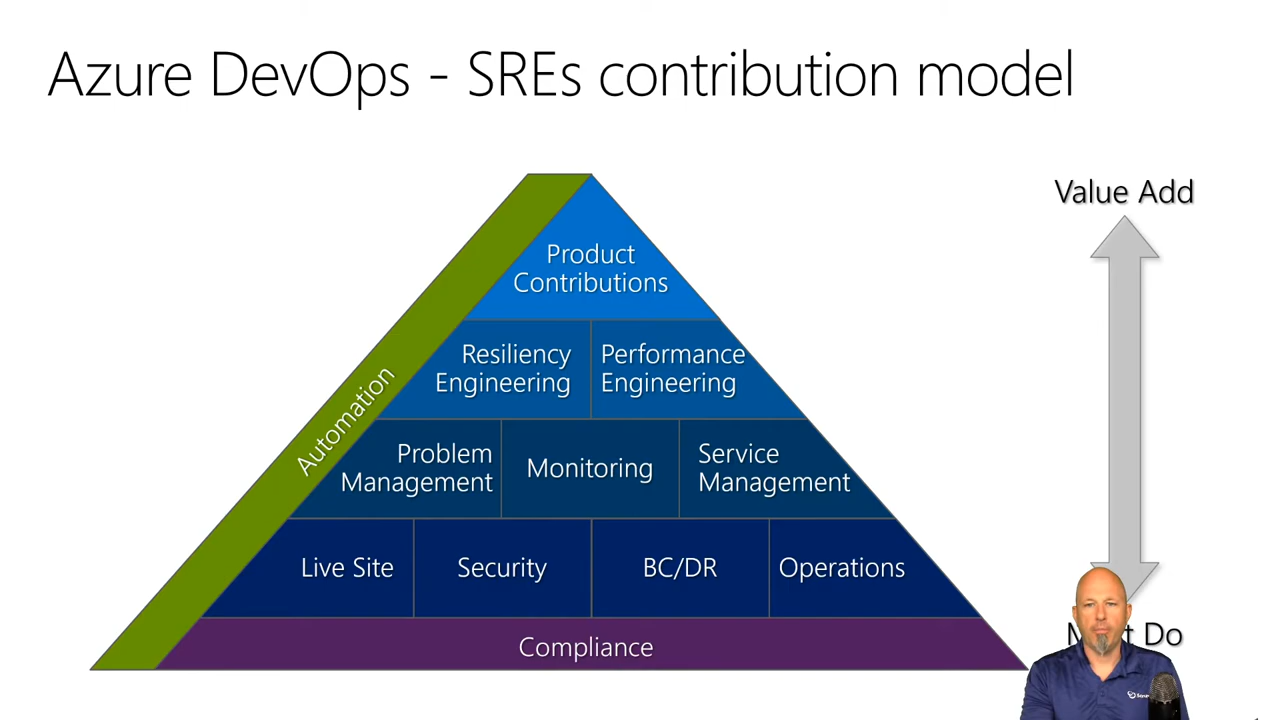 Azure DevOps - SREs contribution model
Value Add
Product
Contributions
Resiliency
Engineering
Performance
Engineering
Automation
Problem
Management
Monitoring
Service
Management
Live Site
Security
BC/DR
Operations
Do
Compliance